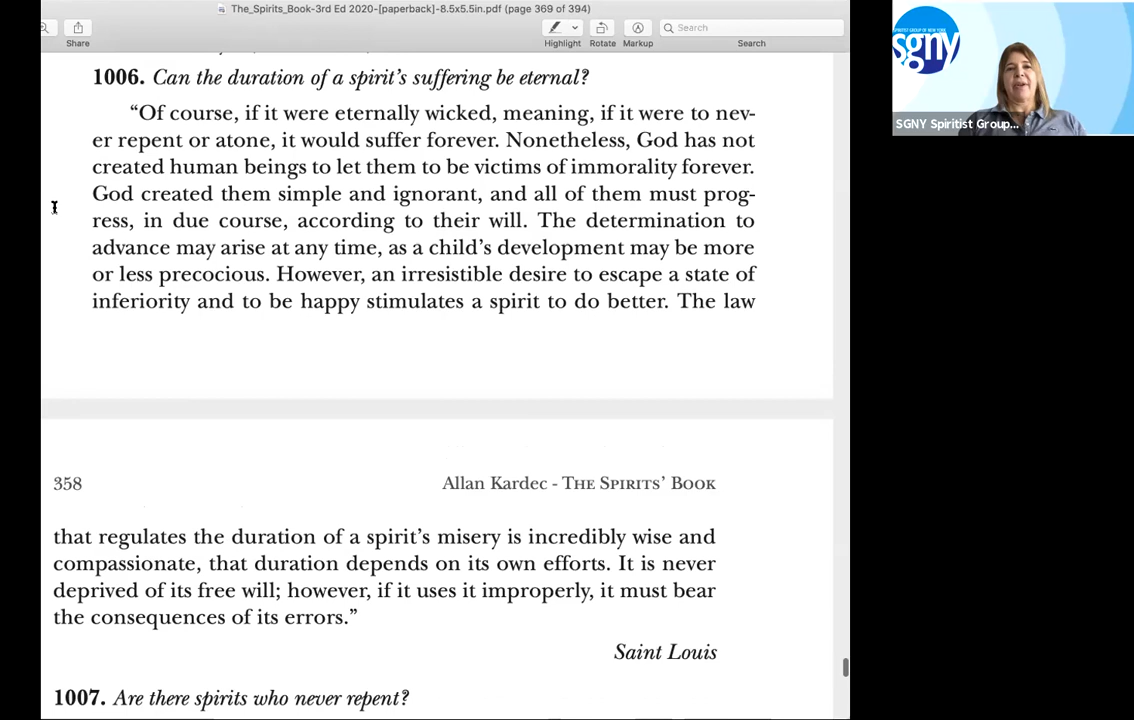 The_Spirits_Book-3rd Ed 2020-[paperback]-8.5x5.5in.pdf (page 369 of 394)
Share
Highlight
Rotate
Markup
Search
Search
1006. Can the duration of a spirit's suffering be eternal?
“Of course, if it were eternally wicked, meaning, if it were to nev-
er repent or atone, it would suffer forever. Nonetheless, God has not
created human beings to let them to be victims of immorality forever.
God created them simple and ignorant, and all of them must prog-
ress, in due course, according to their will. The determination to
advance may arise at any time, as a child's development may be more
or less precocious. However, an irresistible desire to escape a state of
inferiority and to be happy stimulates a spirit to do better. The law
358
Allan Kardec - The Spirits' Book
that regulates the duration of a spirit's misery is incredibly wise and
compassionate, that duration depends on its own efforts. It is never
deprived of its free will; however, if it uses it improperly, it must bear
the consequences of its errors.”
Saint Louis
1007. Are there spirits who never repent?
SPIRITIST GROUP OF NEW YORK
sgny
SGNY Spiritist Group...